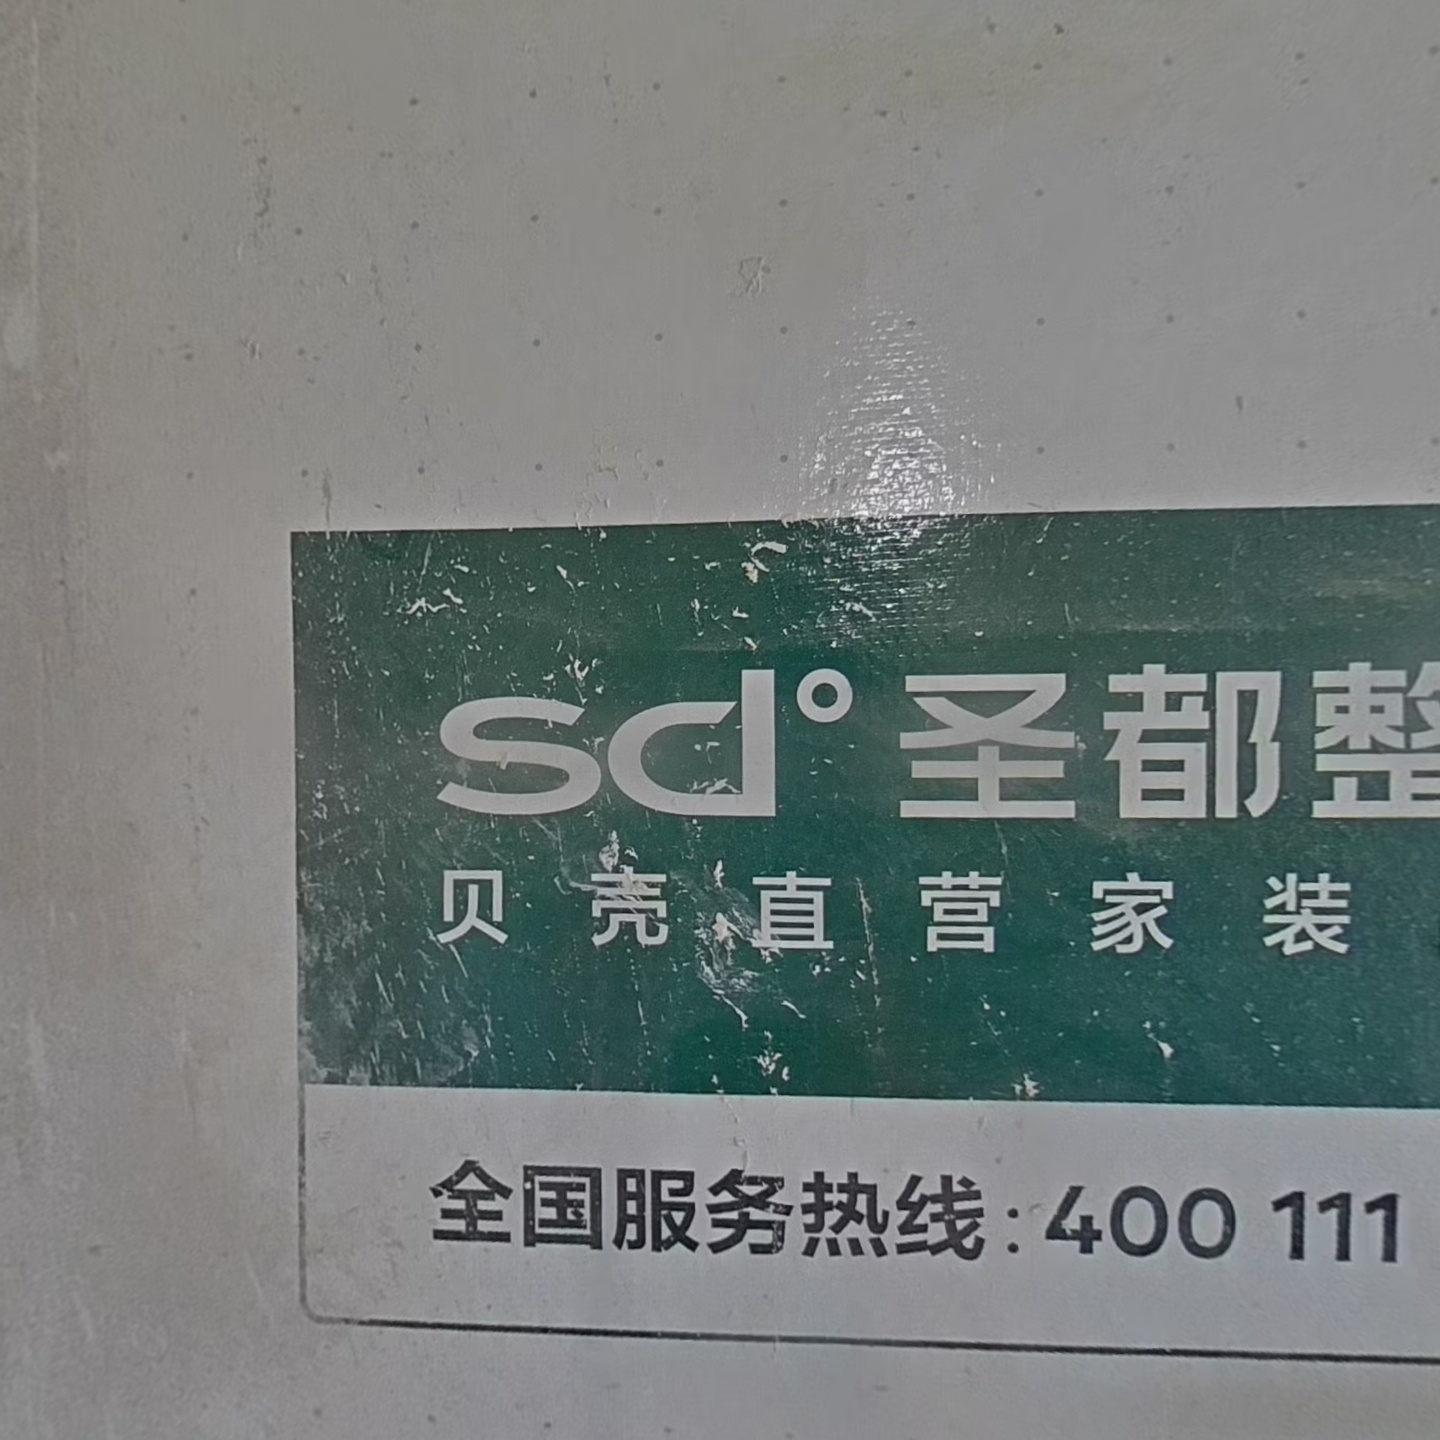 sd° 圣都整
贝壳直营家装
全国服务热线：400 111